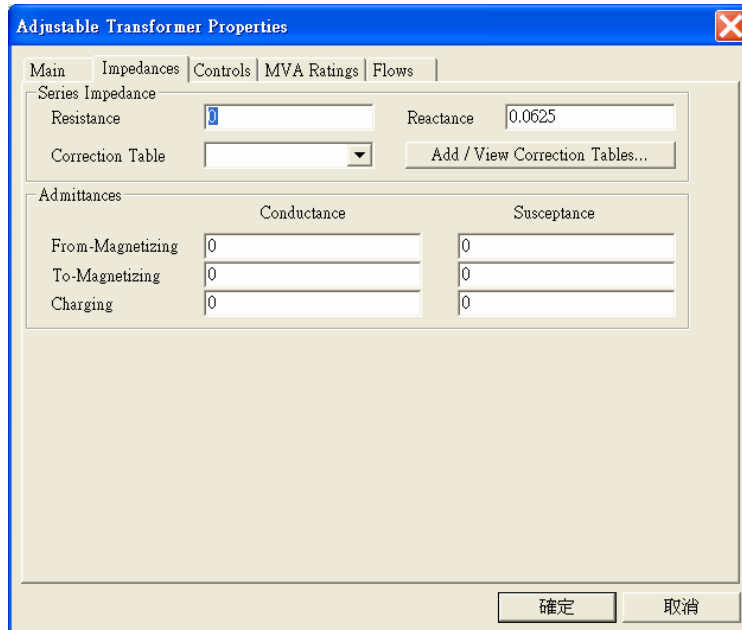 Adjustable Transformer Properties
Main Impedances Controls MVA Ratings Flows
Series Impedance
Resistance 0 Reactance 0.0625
Correction Table Add / View Correction Tables...
Admittances
Conductance Susceptance
From-Magnetizing 0 0
To-Magnetizing 0 0
Charging 0 0
確定 取消